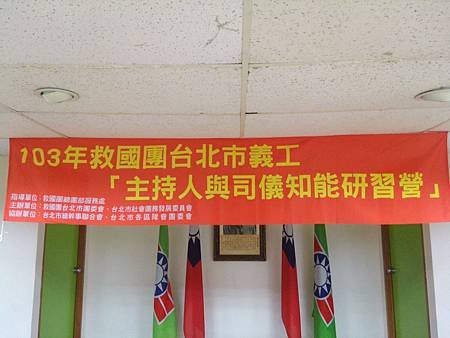 103年救國團台北市義工
「主持人與司儀知能研習營」
指導單位：救國團總團部服務處
主辦單位：救國團台北市團委會、台北市社會團務發展委員會
協辦單位：台北市總幹事聯合會、台北市各區隊會團委會